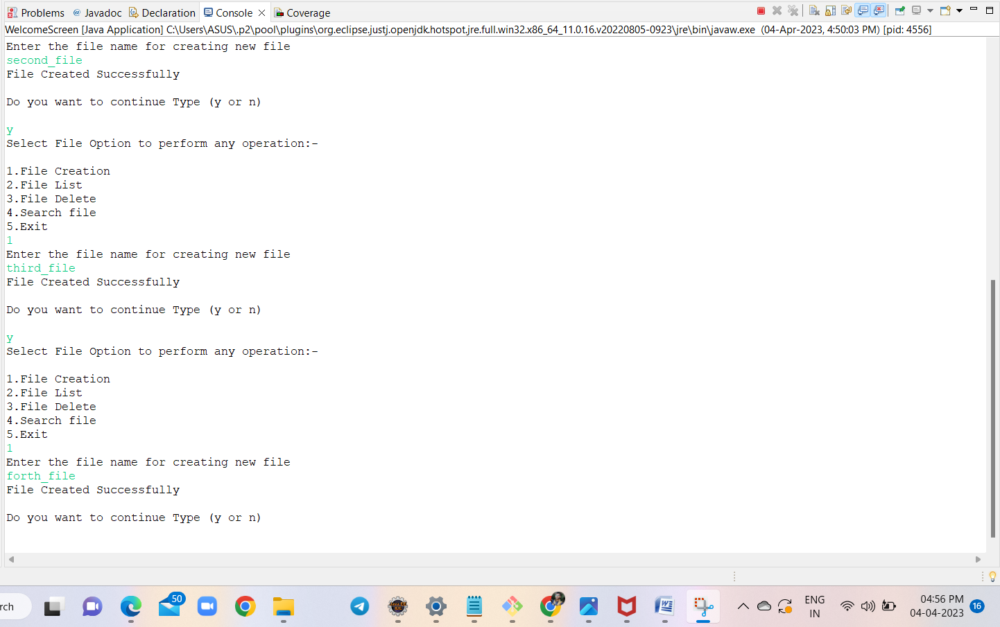 Problems @ Javadoc Declaration Console Coverage
WelcomeScreen [Java Application] C:\Users\ASUS\.p2\pool\plugins\org.eclipse.justj.openjdk.hotspot.jre.full.win32.x86_64_11.0.16.v20220805-0923\jre\bin\javaw.exe (04-Apr-2023, 4:50:03 PM) [pid: 4556]
Enter the file name for creating new file
second_file
File Created Successfully
Do you want to continue Type (y or n)
y
Select File Option to perform any operation:-
1.File Creation
2.File List
3.File Delete
4.Search file
5.Exit
1
Enter the file name for creating new file
third_file
File Created Successfully
Do you want to continue Type (y or n)
y
Select File Option to perform any operation:-
1.File Creation
2.File List
3.File Delete
4.Search file
5.Exit
1
Enter the file name for creating new file
forth_file
File Created Successfully
Do you want to continue Type (y or n)
rch 50 ENG 04:56 PM 16
IN 04-04-2023